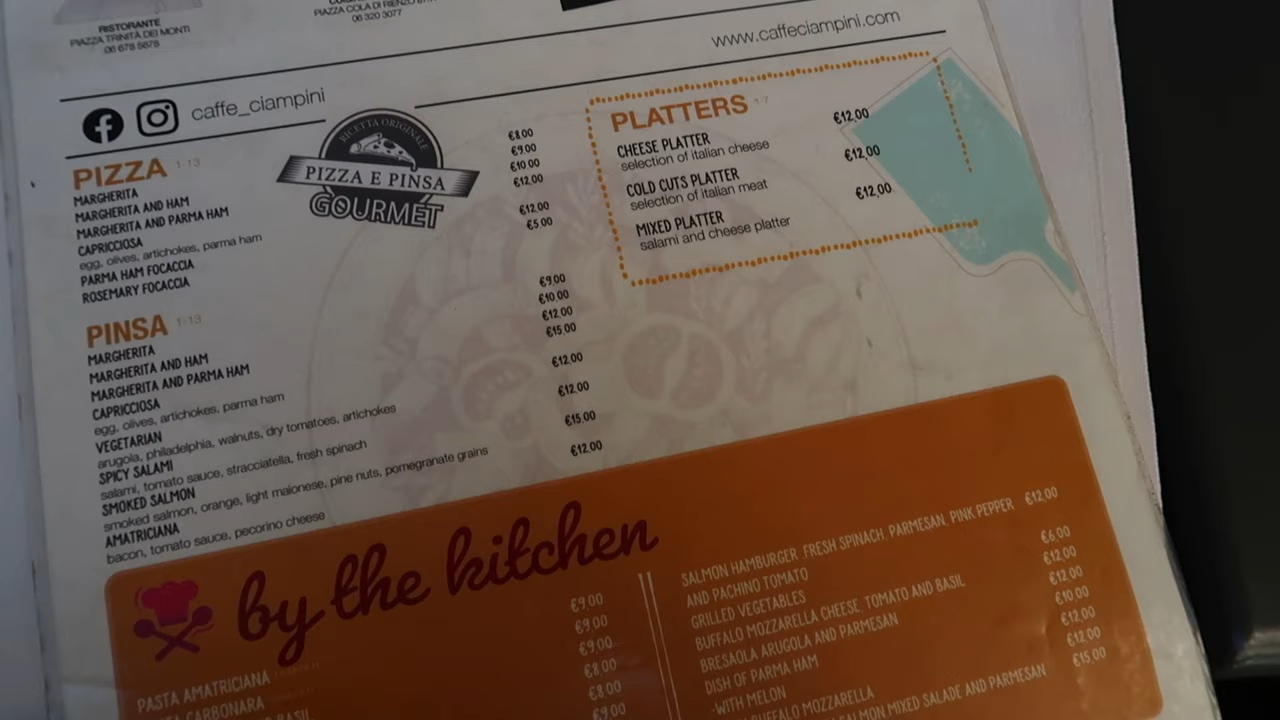 RISTORANTE
PIAZZA TRINITÀ DEI MONTI
06 678 5678
PIAZZA COLA DI RIENZO
06 320 3077
www.caffeciampini.com
caffe_ciampini
RICETTA ORIGINALE
PIZZA E PINSA
GOURMET
PIZZA 1-13
MARGHERITA €8.00
MARGHERITA AND HAM €9.00
MARGHERITA AND PARMA HAM €10.00
CAPRICCIOSA €12.00
egg, olives, artichokes, parma ham
PARMA HAM FOCACCIA €12.00
ROSEMARY FOCACCIA €5.00
PINSA 1-13
MARGHERITA €9.00
MARGHERITA AND HAM €10.00
MARGHERITA AND PARMA HAM €12.00
CAPRICCIOSA €15.00
egg, olives, artichokes, parma ham
VEGETARIAN €12.00
arugola, philadelphia, walnuts, dry tomatoes, artichokes
SPICY SALAMI €12.00
salami, tomato sauce, stracciatella, fresh spinach
SMOKED SALMON €15.00
smoked salmon, orange, light maionese, pine nuts, pomegranate grains
AMATRICIANA €12.00
bacon, tomato sauce, pecorino cheese
PLATTERS 1-7
CHEESE PLATTER €12,00
selection of italian cheese
COLD CUTS PLATTER €12,00
selection of italian meat
MIXED PLATTER €12,00
salami and cheese platter
by the kitchen
PASTA AMATRICIANA €9,00
CARBONARA €9,00
BASIL €9,00
€8,00
€8,00
€9,00
SALMON HAMBURGER FRESH SPINACH, PARMESAN, PINK PEPPER €12,00
AND PACHINO TOMATO
GRILLED VEGETABLES €6,00
BUFFALO MOZZARELLA CHEESE, TOMATO AND BASIL €12,00
BRESAOLA ARUGOLA AND PARMESAN €12,00
DISH OF PARMA HAM €10,00
-WITH MELON €12,00
BUFFALO MOZZARELLA €12,00
SALMON MIXED SALADE AND PARMESAN €15,00